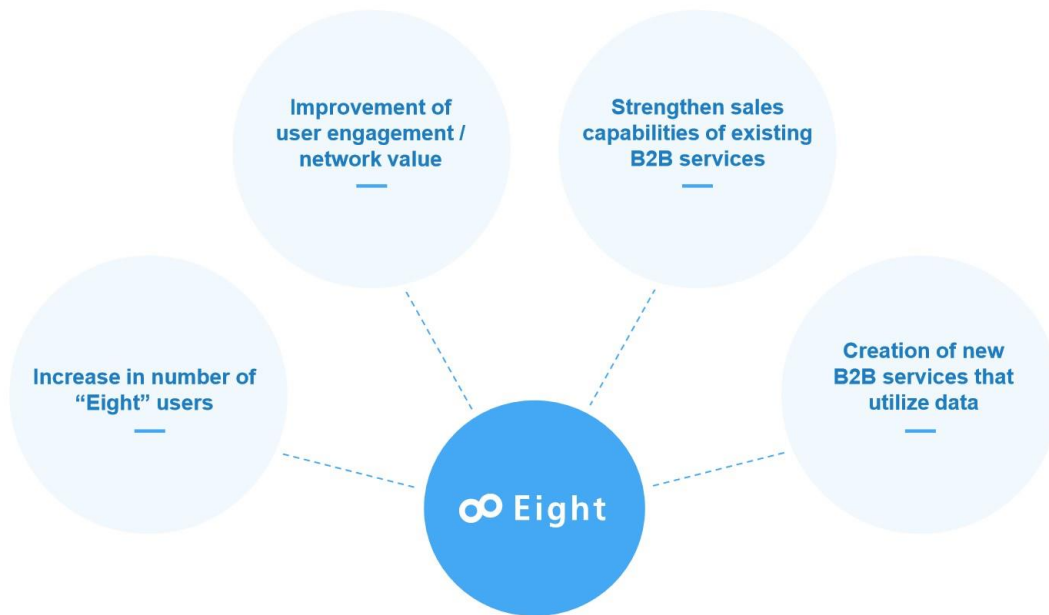 Improvement of
user engagement /
network value
Strengthen sales
capabilities of existing
B2B services
Increase in number of
“Eight” users
Creation of new
B2B services that
utilize data
Eight